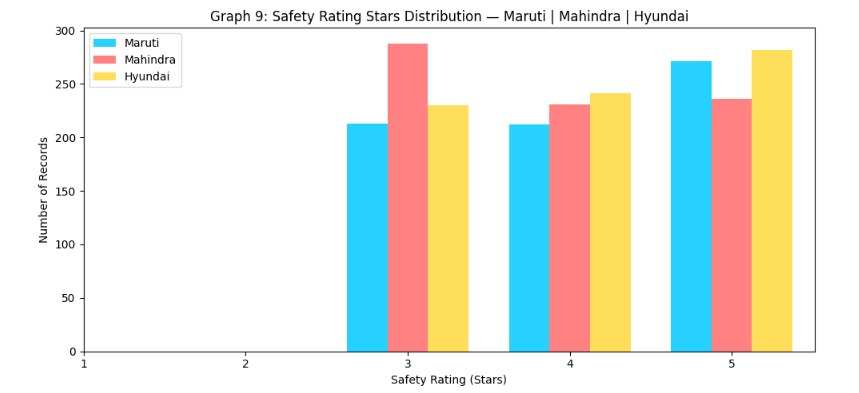 Graph 9: Safety Rating Stars Distribution — Maruti | Mahindra | Hyundai
Maruti
Mahindra
Hyundai
Number of Records
300
250
200
150
100
50
0
1 2 3 4 5
Safety Rating (Stars)